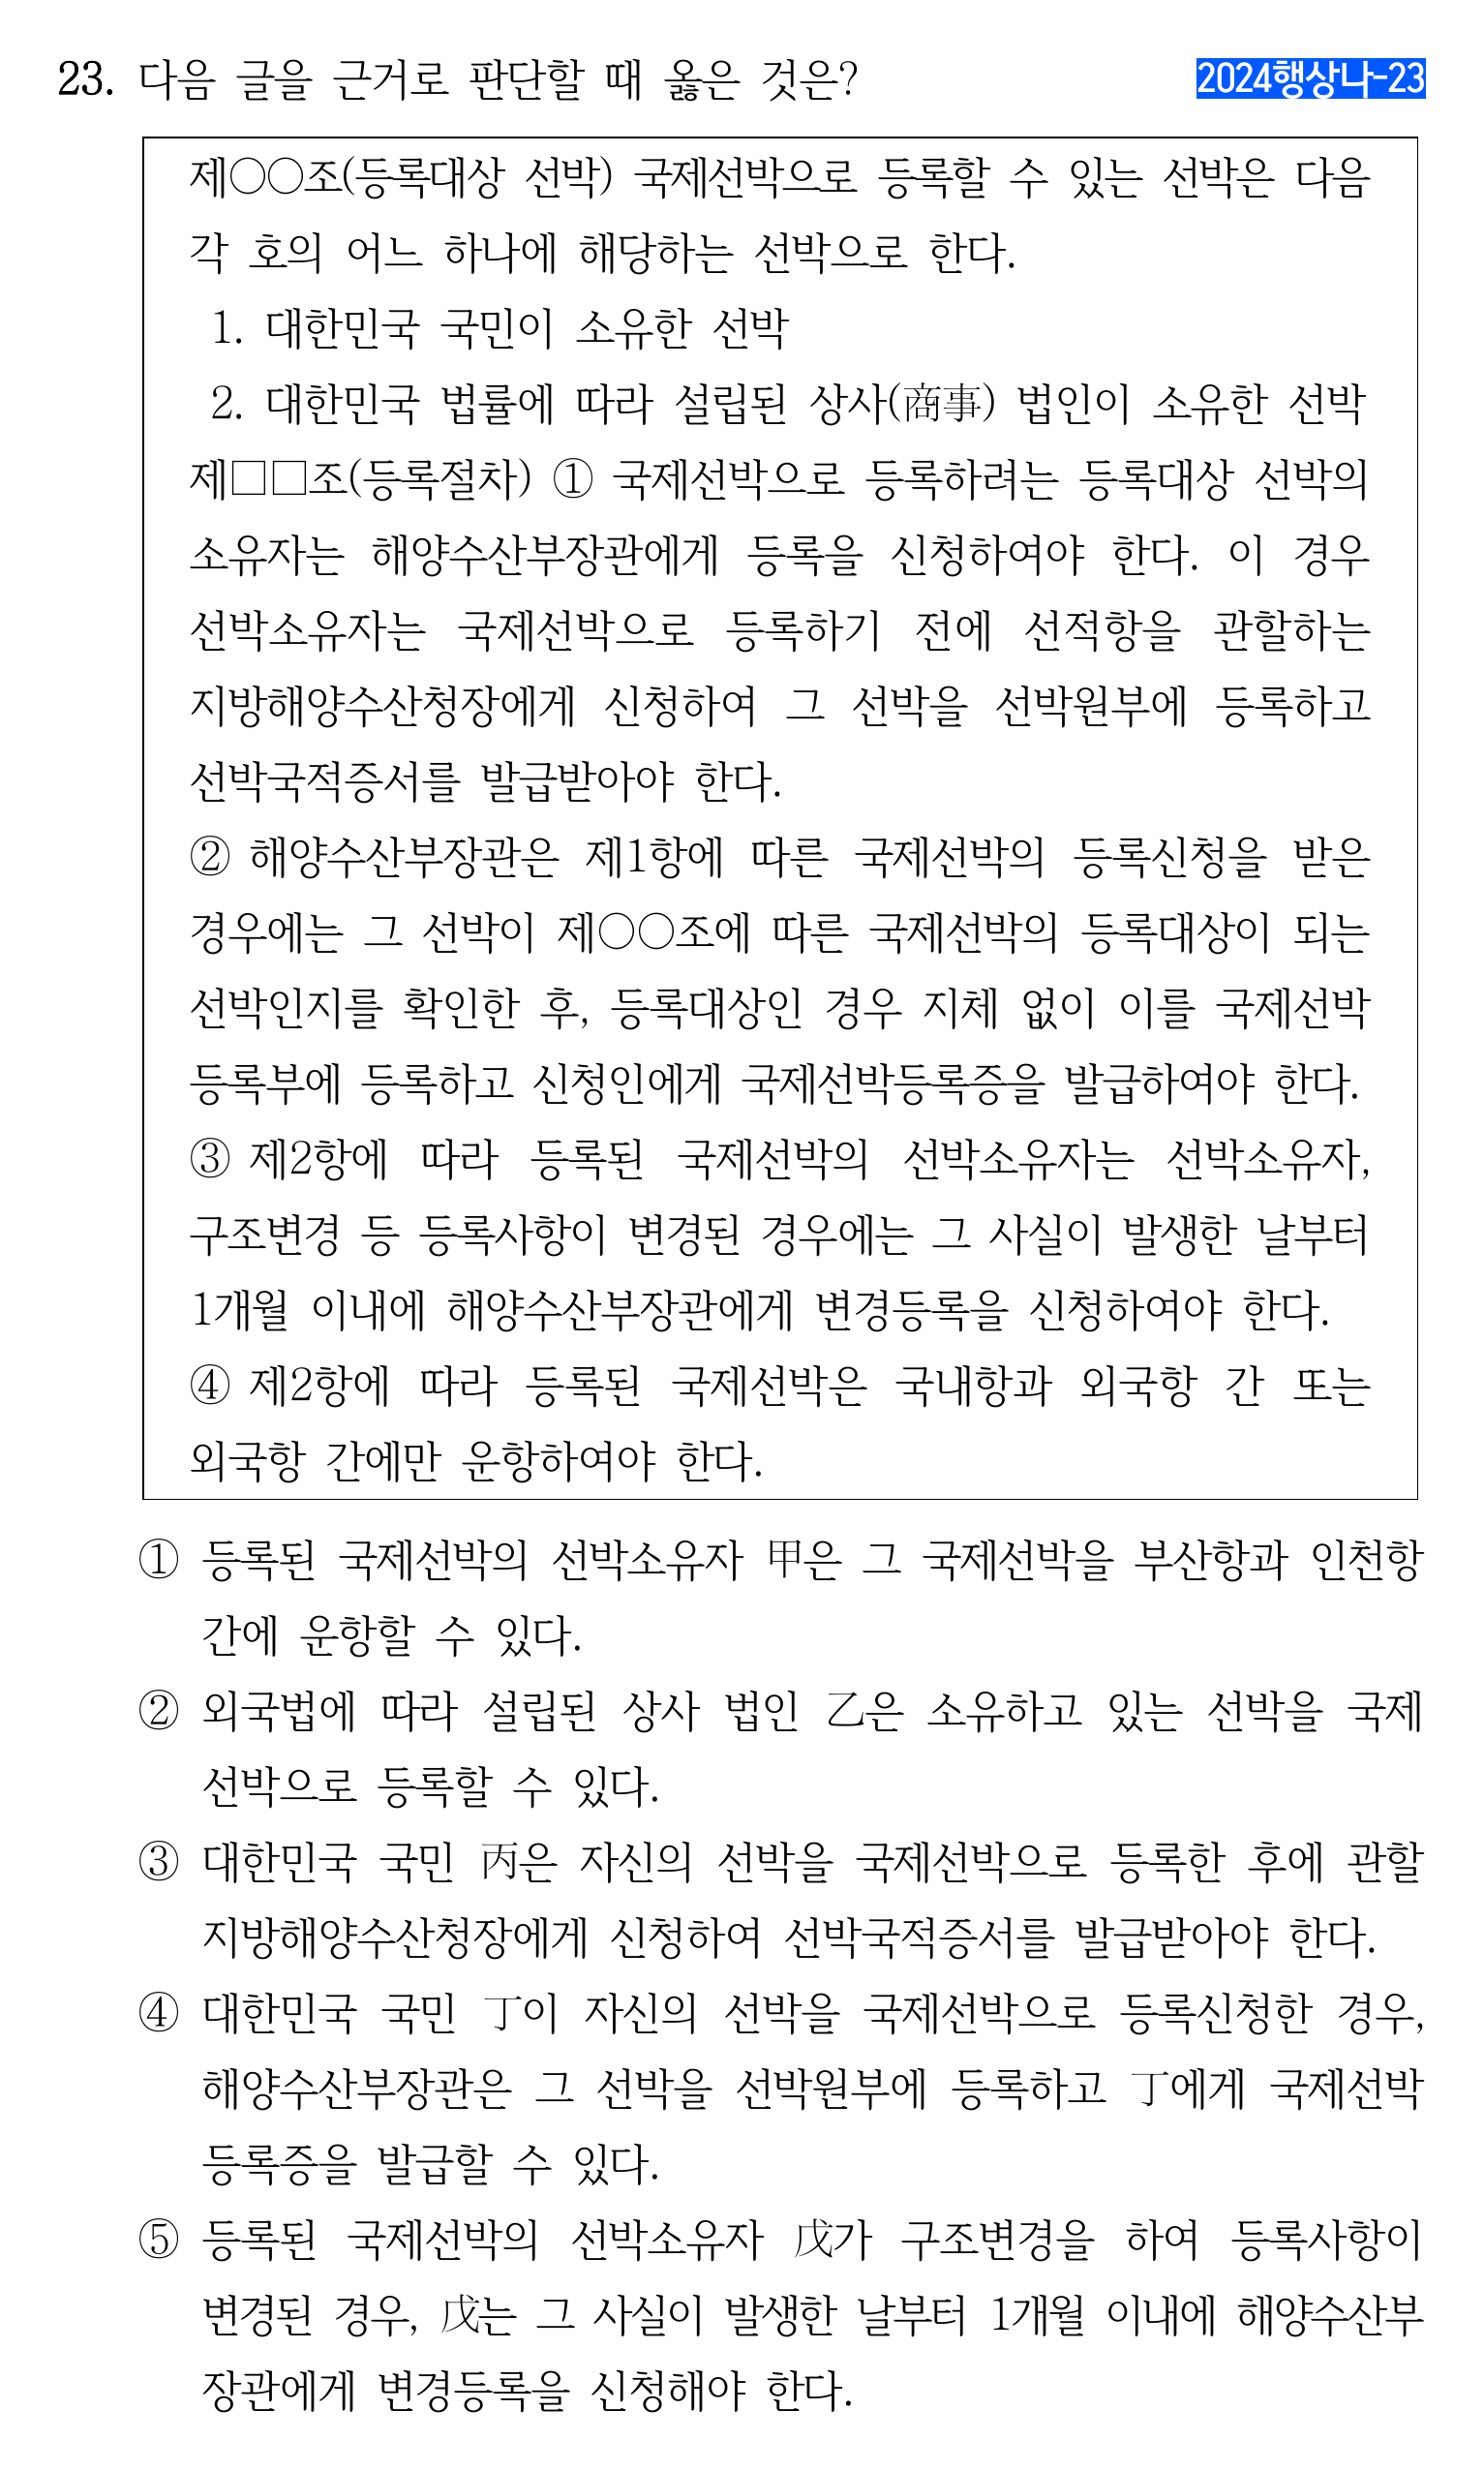 23. 다음 글을 근거로 판단할 때 옳은 것은?
2024행상나-23
제○○조(등록대상 선박) 국제선박으로 등록할 수 있는 선박은 다음
각 호의 어느 하나에 해당하는 선박으로 한다.
1. 대한민국 국민이 소유한 선박
2. 대한민국 법률에 따라 설립된 상사(商事) 법인이 소유한 선박
제□□조(등록절차) ① 국제선박으로 등록하려는 등록대상 선박의
소유자는 해양수산부장관에게 등록을 신청하여야 한다. 이 경우
선박소유자는 국제선박으로 등록하기 전에 선적항을 관할하는
지방해양수산청장에게 신청하여 그 선박을 선박원부에 등록하고
선박국적증서를 발급받아야 한다.
② 해양수산부장관은 제1항에 따른 국제선박의 등록신청을 받은
경우에는 그 선박이 제○○조에 따른 국제선박의 등록대상이 되는
선박인지를 확인한 후, 등록대상인 경우 지체 없이 이를 국제선박
등록부에 등록하고 신청인에게 국제선박등록증을 발급하여야 한다.
③ 제2항에 따라 등록된 국제선박의 선박소유자는 선박소유자,
구조변경 등 등록사항이 변경된 경우에는 그 사실이 발생한 날부터
1개월 이내에 해양수산부장관에게 변경등록을 신청하여야 한다.
④ 제2항에 따라 등록된 국제선박은 국내항과 외국항 간 또는
외국항 간에만 운항하여야 한다.
① 등록된 국제선박의 선박소유자 甲은 그 국제선박을 부산항과 인천항
간에 운항할 수 있다.
② 외국법에 따라 설립된 상사 법인 乙은 소유하고 있는 선박을 국제
선박으로 등록할 수 있다.
③ 대한민국 국민 丙은 자신의 선박을 국제선박으로 등록한 후에 관할
지방해양수산청장에게 신청하여 선박국적증서를 발급받아야 한다.
④ 대한민국 국민 丁이 자신의 선박을 국제선박으로 등록신청한 경우,
해양수산부장관은 그 선박을 선박원부에 등록하고 丁에게 국제선박
등록증을 발급할 수 있다.
⑤ 등록된 국제선박의 선박소유자 戊가 구조변경을 하여 등록사항이
변경된 경우, 戊는 그 사실이 발생한 날부터 1개월 이내에 해양수산부
장관에게 변경등록을 신청해야 한다.